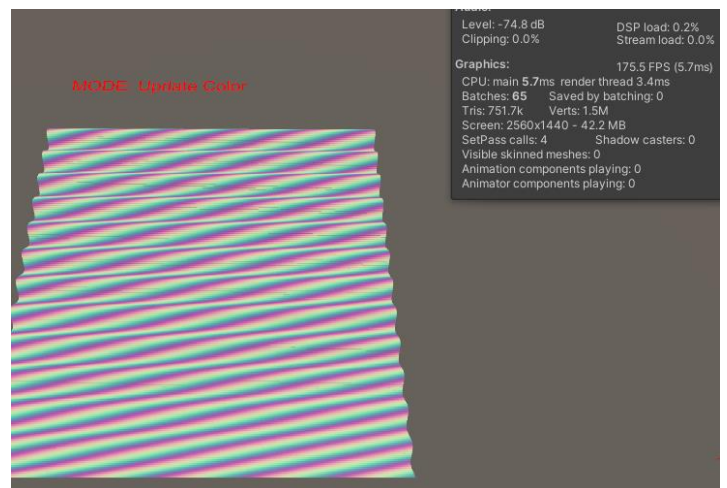 Audio:
Level: -74.8 dB DSP load: 0.2%
Clipping: 0.0% Stream load: 0.0%
Graphics: 175.5 FPS (5.7ms)
CPU: main 5.7ms render thread 3.4ms
Batches: 65 Saved by batching: 0
Tris: 751.7k Verts: 1.5M
Screen: 2560x1440 - 42.2 MB
SetPass calls: 4 Shadow casters: 0
Visible skinned meshes: 0
Animation components playing: 0
Animator components playing: 0
MODE: Update Color